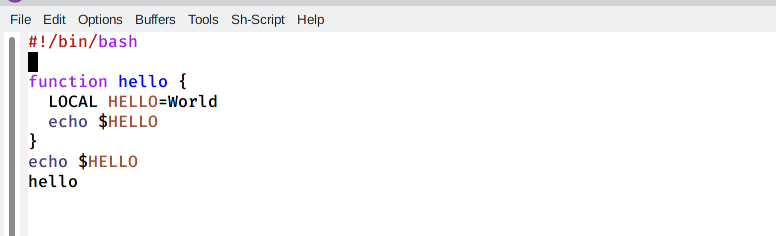 File Edit Options Buffers Tools Sh-Script Help
#!/bin/bash
function hello {
  LOCAL HELLO=World
  echo $HELLO
}
echo $HELLO
hello